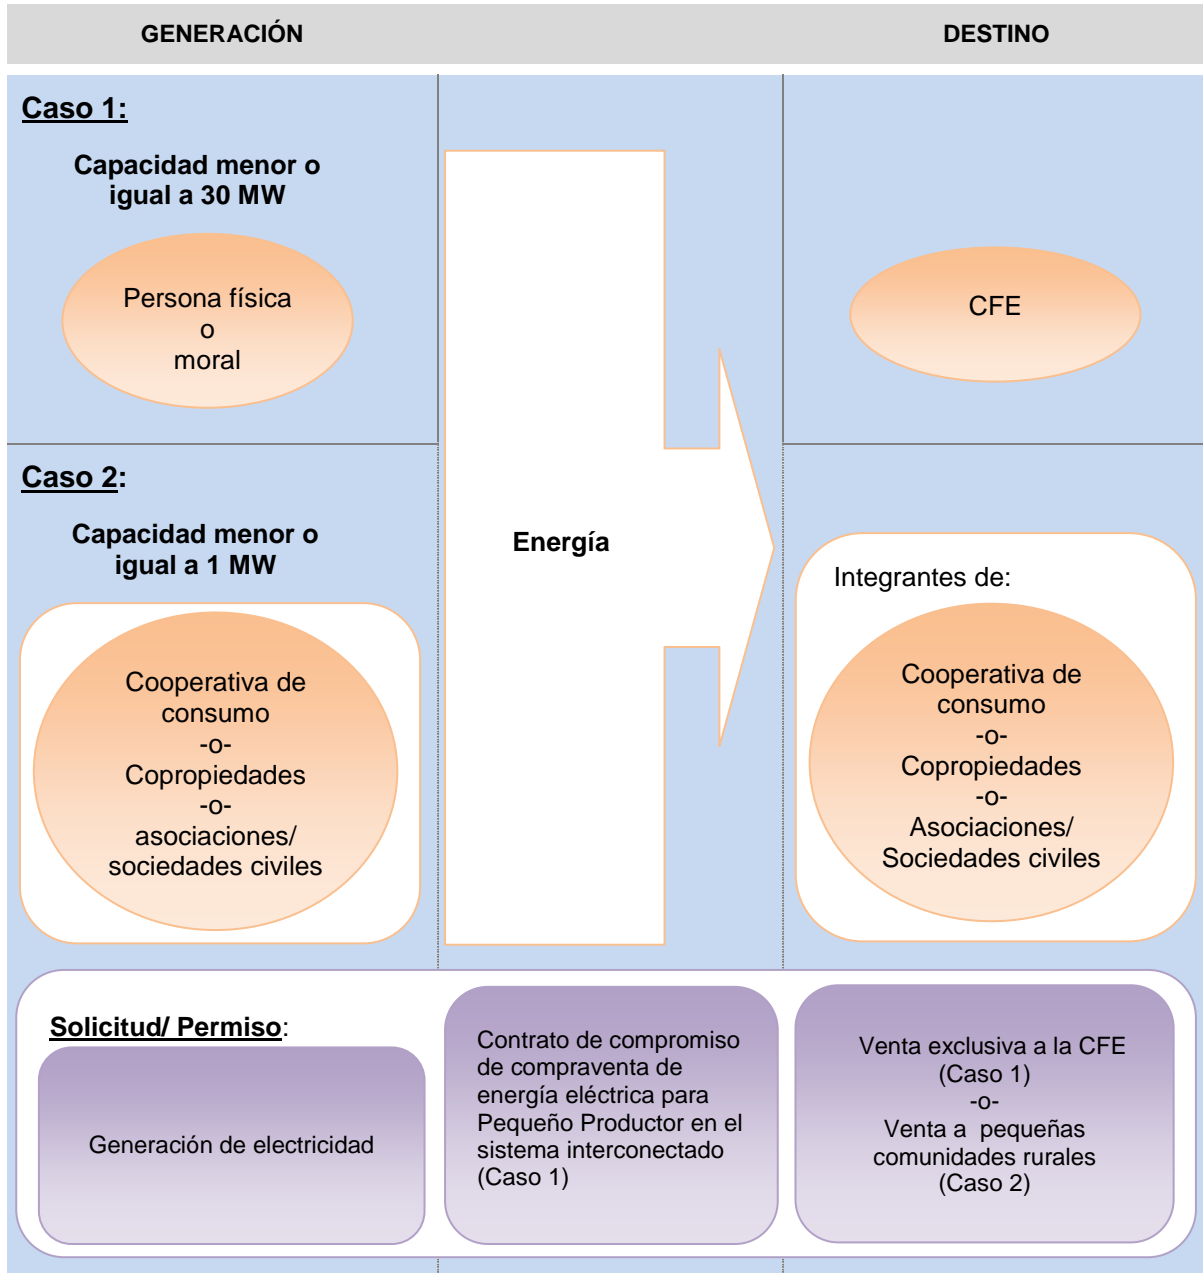 GENERACIÓN
DESTINO
Caso 1:
Capacidad menor o
igual a 30 MW
Persona física
o
moral
CFE
Caso 2:
Capacidad menor o
igual a 1 MW
Energía
Cooperativa de
consumo
-o-
Copropiedades
-o-
asociaciones/
sociedades civiles
Integrantes de:
Cooperativa de
consumo
-o-
Copropiedades
-o-
Asociaciones/
Sociedades civiles
Solicitud/ Permiso:
Generación de electricidad
Contrato de compromiso
de compraventa de
energía eléctrica para
Pequeño Productor en el
sistema interconectado
(Caso 1)
Venta exclusiva a la CFE
(Caso 1)
-o-
Venta a  pequeñas
comunidades rurales
(Caso 2)